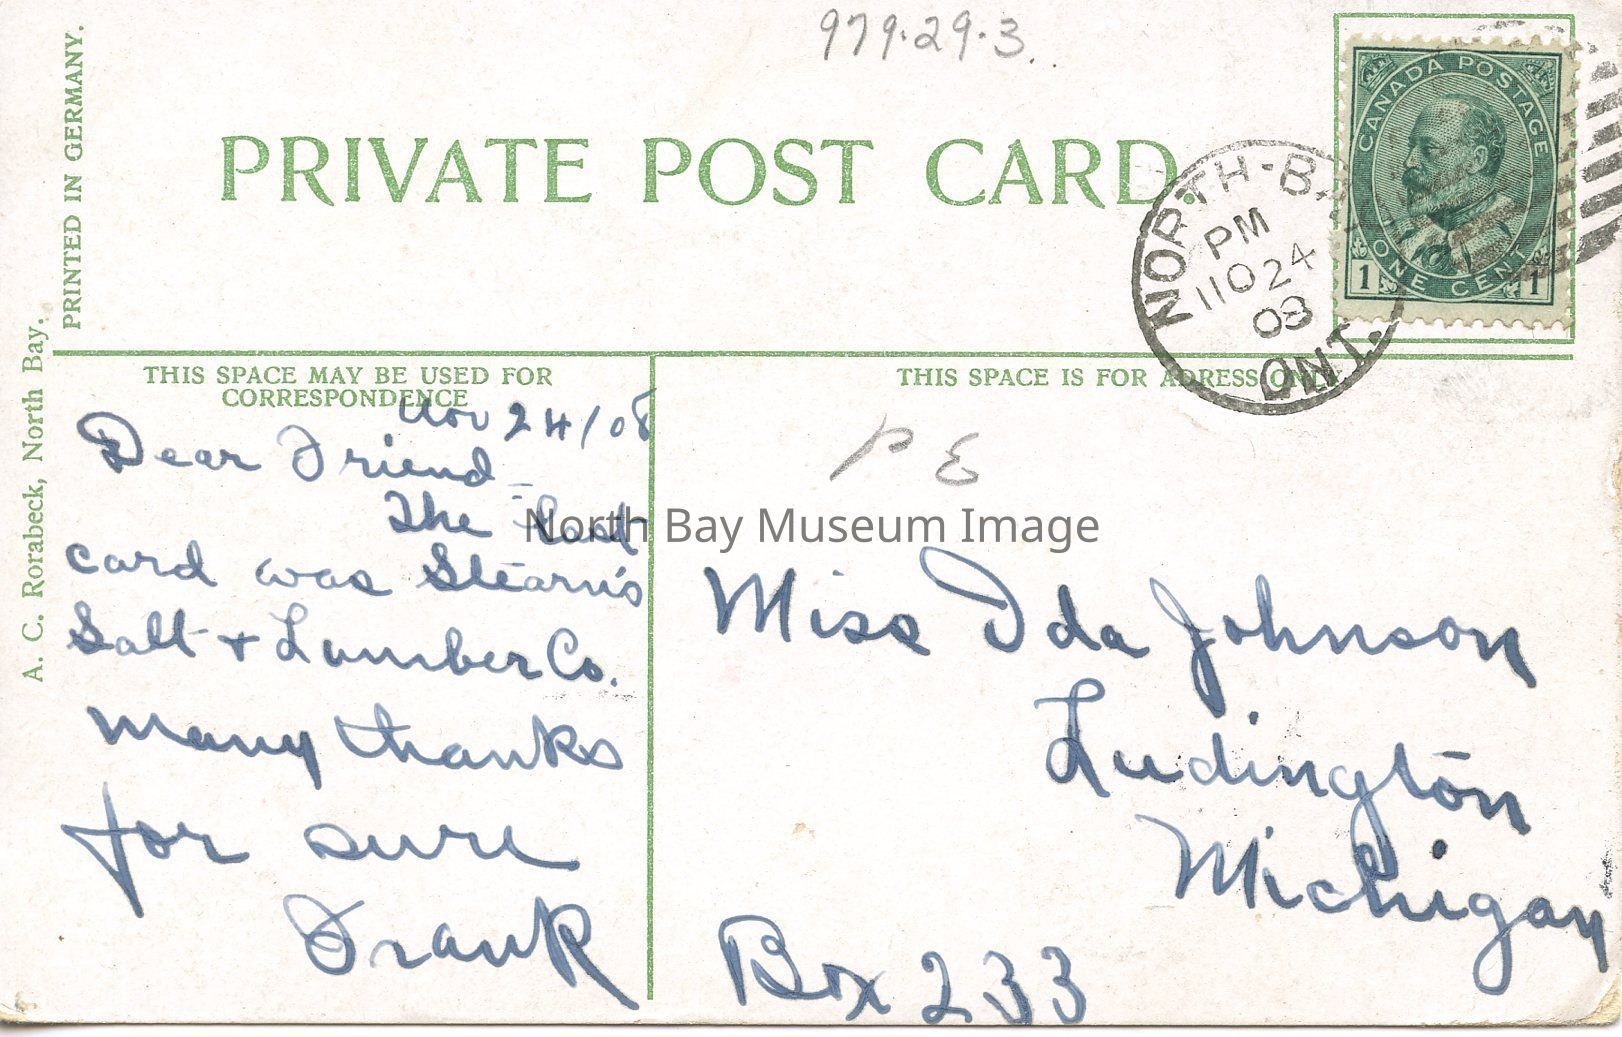 979.29.3
PRINTED IN GERMANY.
A. C. Rorabeck, North Bay.
PRIVATE POST CARD
CANADA POSTAGE
1 ONE CENT 1
NORTH-BA
PM
11 O 24
08
ONT.
THIS SPACE MAY BE USED FOR
CORRESPONDENCE
Nov 24/08
Dear Friend
The last
card was Stearn's
Salt + Lumber Co.
many thanks
for sure
Frank
THIS SPACE IS FOR ADRESS ONLY
P E
North Bay Museum Image
Miss Ida Johnson
Ludington
Michigan
Box 233